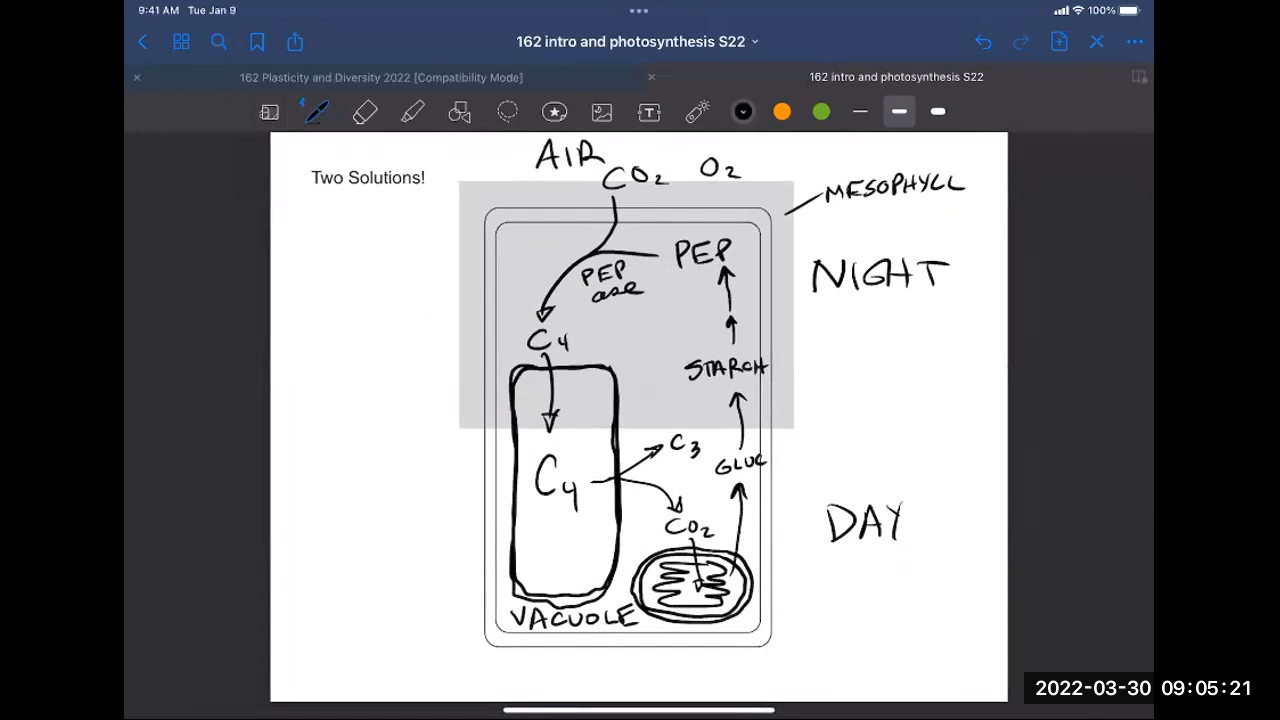 9:41 AM Tue Jan 9
100%
162 intro and photosynthesis S22
162 Plasticity and Diversity 2022 [Compatibility Mode]
162 intro and photosynthesis S22
Two Solutions!
AIR
CO2 O2
MESOPHYLL
PEP
NIGHT
PEP
ase
C4
STARCH
C3
GLUC
C4
CO2
DAY
VACUOLE
2022-03-30 09:05:21